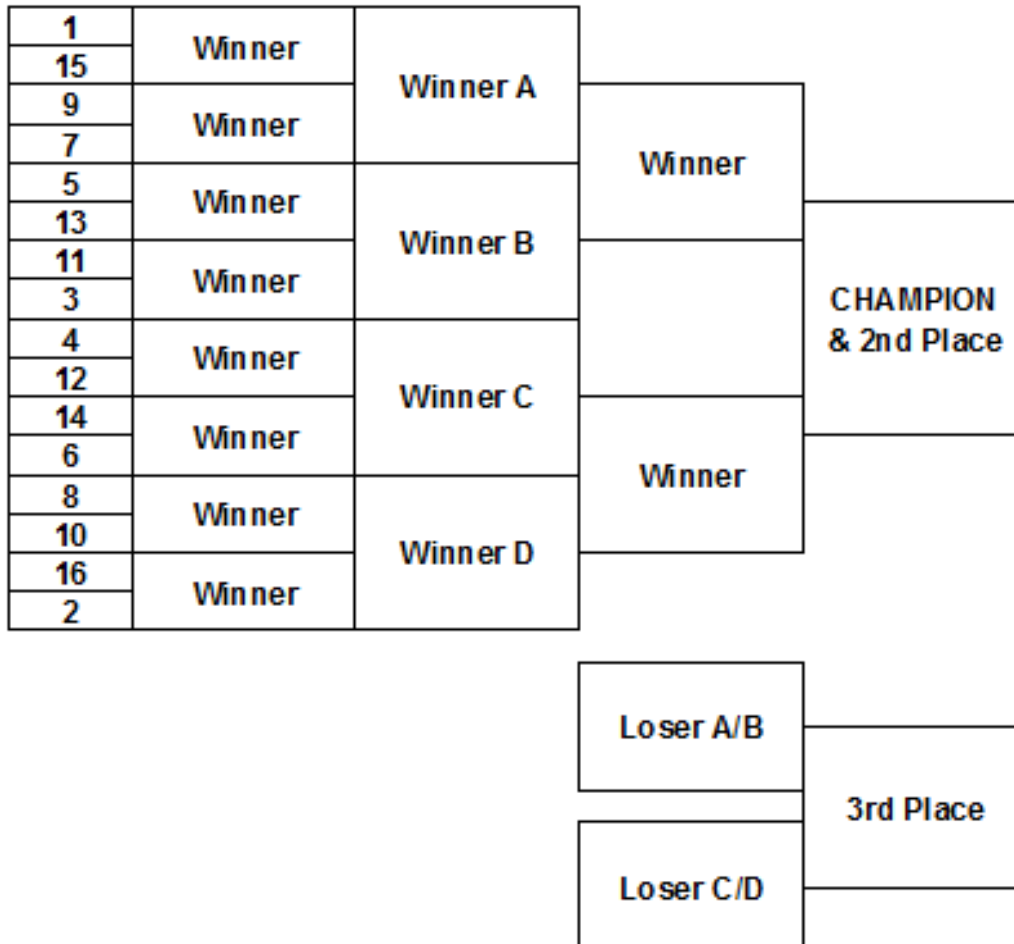 1
15
Winner
9
7
Winner
Winner A
5
13
Winner
11
3
Winner
Winner B
Winner
4
12
Winner
14
6
Winner
Winner C
8
10
Winner
16
2
Winner
Winner D
Winner
CHAMPION
& 2nd Place
Loser A/B
Loser C/D
3rd Place